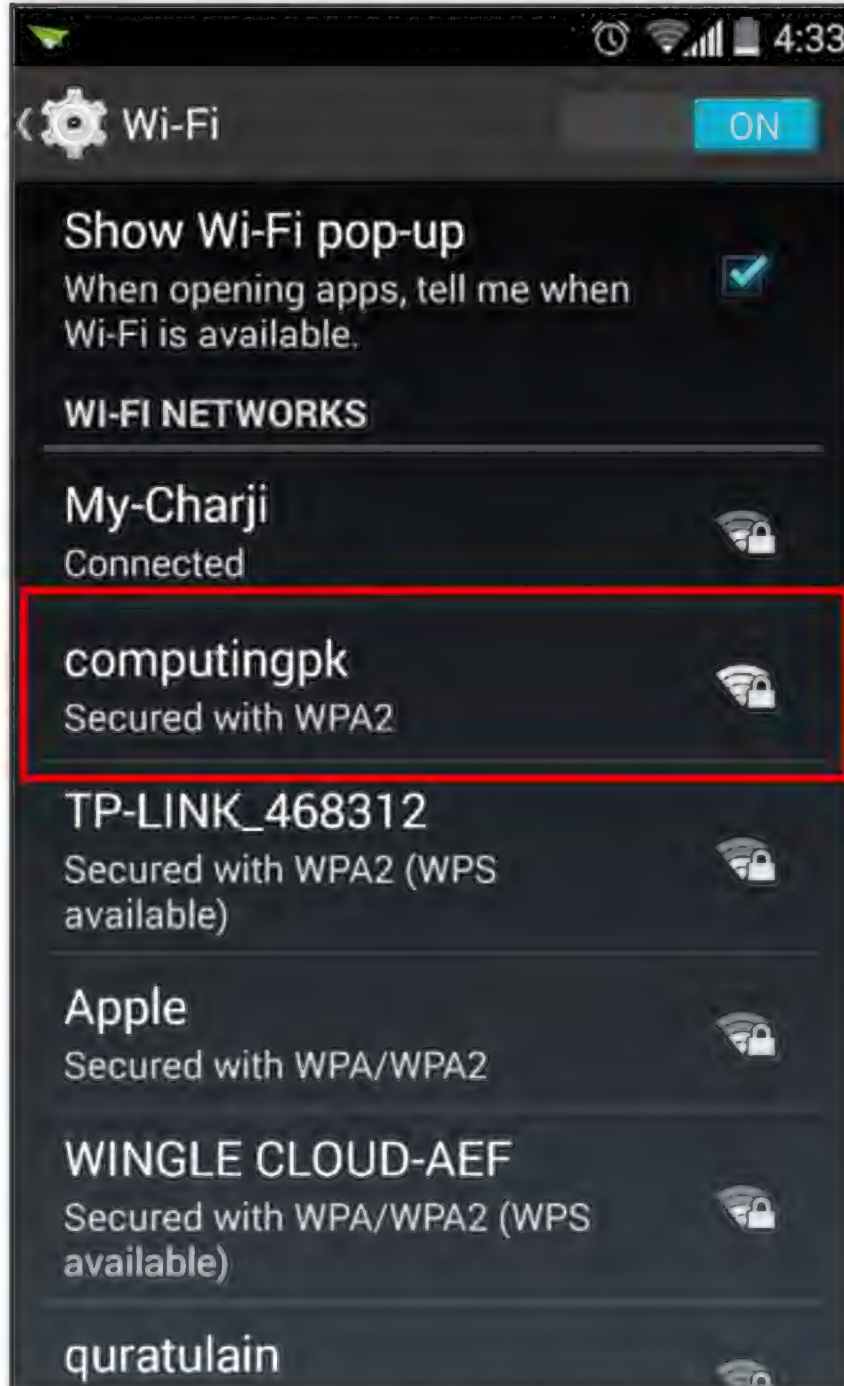 4:33
Wi-Fi
ON
Show Wi-Fi pop-up
When opening apps, tell me when
Wi-Fi is available.
WI-FI NETWORKS
My-Charji
Connected
computingpk
Secured with WPA2
TP-LINK_468312
Secured with WPA2 (WPS
available)
Apple
Secured with WPA/WPA2
WINGLE CLOUD-AEF
Secured with WPA/WPA2 (WPS
available)
quratulain